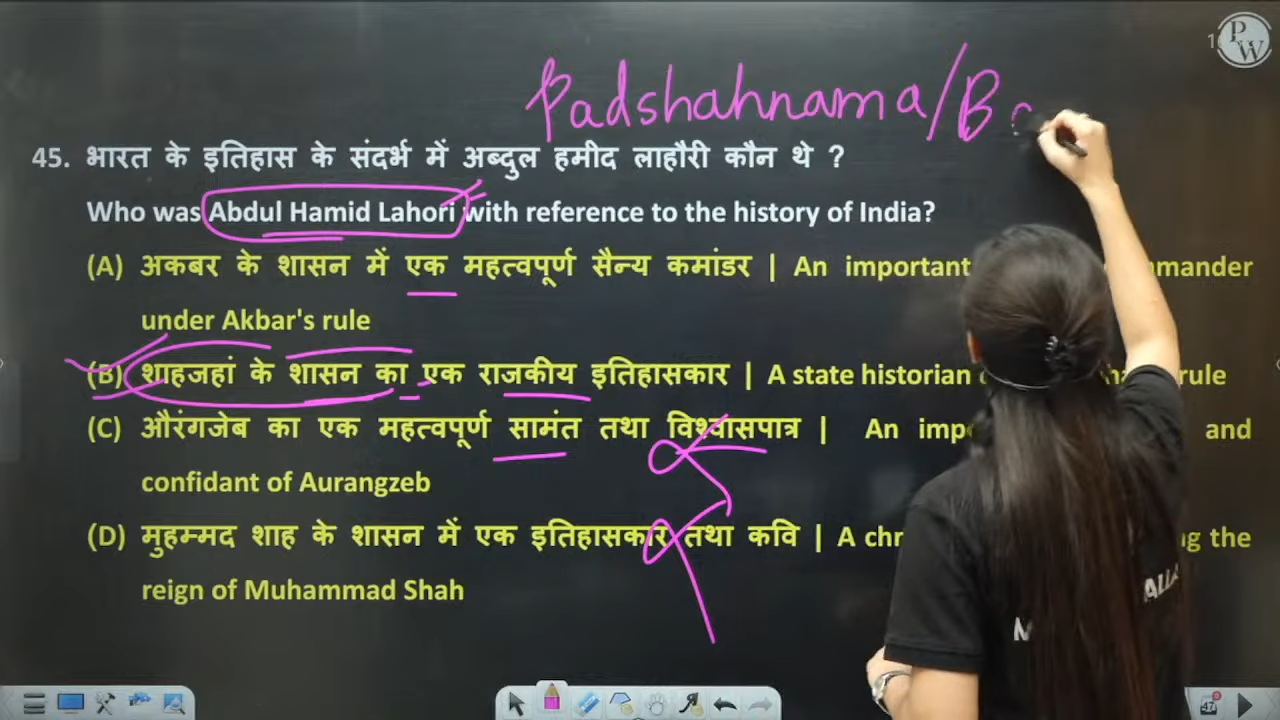 PW
Padshahnama/Ba
45. भारत के इतिहास के संदर्भ में अब्दुल हमीद लाहौरी कौन थे ?
Who was Abdul Hamid Lahori with reference to the history of India?
(A) अकबर के शासन में एक महत्वपूर्ण सैन्य कमांडर | An important mander
under Akbar's rule
(B) शाहजहां के शासन का एक राजकीय इतिहासकार | A state historian rule
(C) औरंगजेब का एक महत्वपूर्ण सामंत तथा विश्वासपात्र | An and
confidant of Aurangzeb
(D) मुहम्मद शाह के शासन में एक इतिहासकार तथा कवि | A the
reign of Muhammad Shah
47